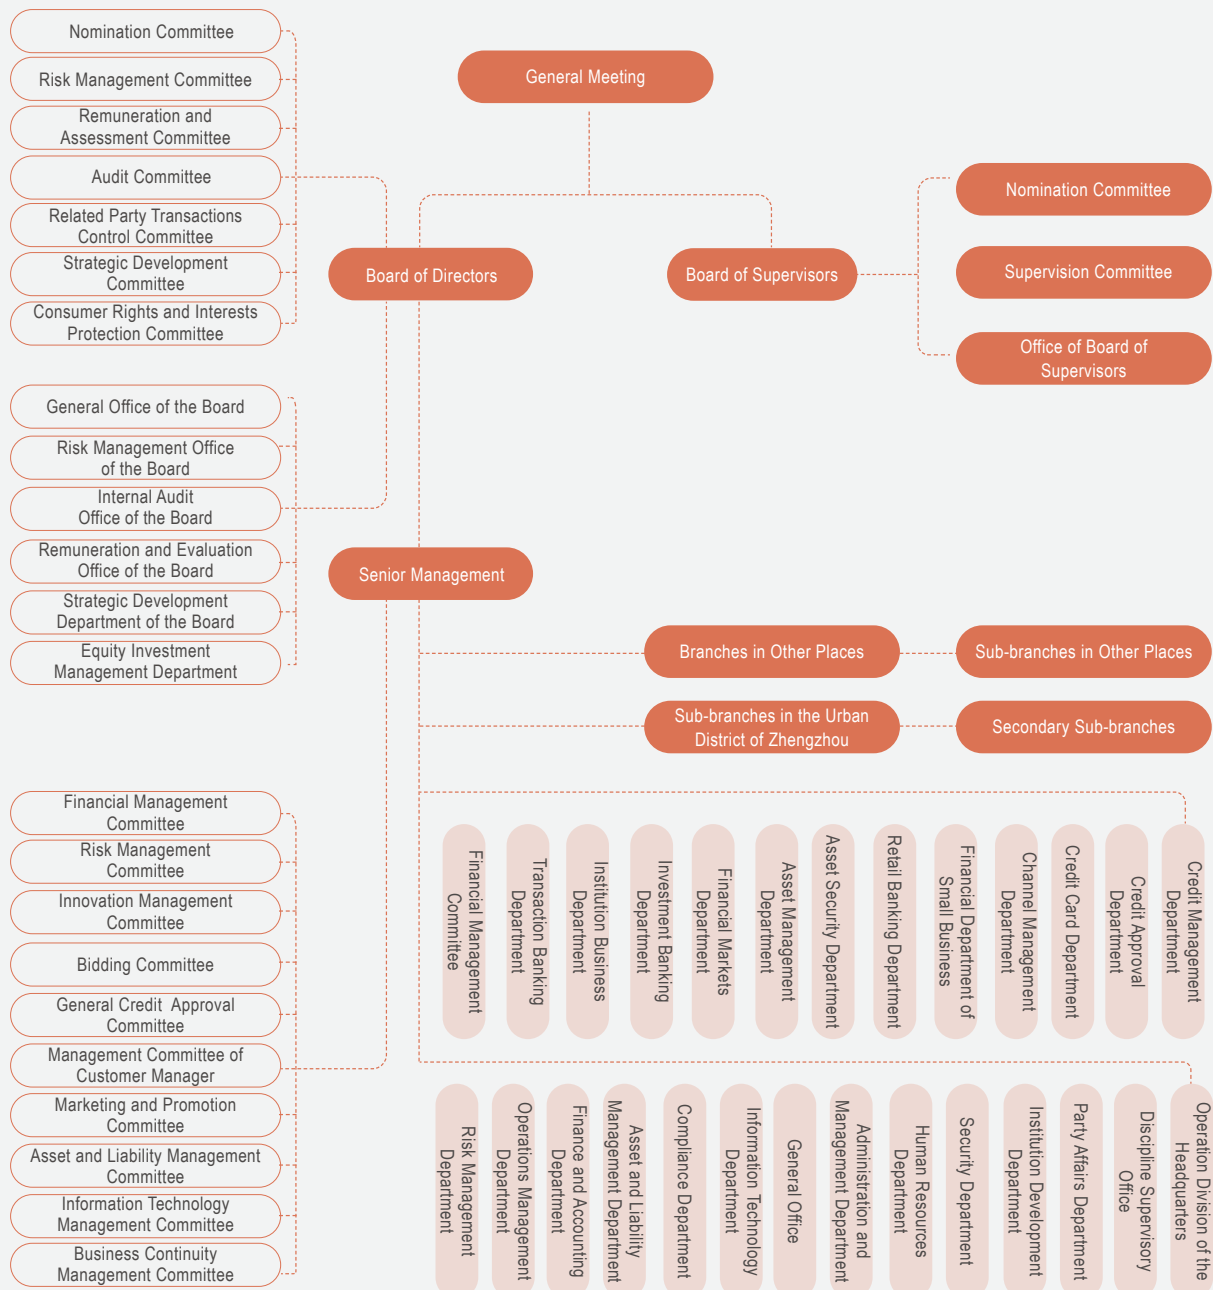 General Meeting
Nomination Committee
Risk Management Committee
Remuneration and
Assessment Committee
Audit Committee
Related Party Transactions
Control Committee
Strategic Development
Committee
Consumer Rights and Interests
Protection Committee
Board of Directors
Board of Supervisors
Nomination Committee
Supervision Committee
Office of Board of
Supervisors
General Office of the Board
Risk Management Office
of the Board
Internal Audit
Office of the Board
Remuneration and Evaluation
Office of the Board
Strategic Development
Department of the Board
Equity Investment
Management Department
Senior Management
Branches in Other Places
Sub-branches in Other Places
Sub-branches in the Urban
District of Zhengzhou
Secondary Sub-branches
Financial Management
Committee
Risk Management
Committee
Innovation Management
Committee
Bidding Committee
General Credit Approval
Committee
Management Committee of
Customer Manager
Marketing and Promotion
Committee
Asset and Liability Management
Committee
Information Technology
Management Committee
Business Continuity
Management Committee
Financial Management
Committee
Transaction Banking
Department
Institution Business
Department
Investment Banking
Department
Financial Markets
Department
Asset Management
Department
Asset Security Department
Retail Banking Department
Financial Department of
Small Business
Channel Management
Department
Credit Card Department
Credit Approval
Department
Credit Management
Department
Risk Management
Department
Operations Management
Department
Finance and Accounting
Department
Asset and Liability
Management Department
Compliance Department
Information Technology
Department
General Office
Administration and
Management Department
Human Resources
Department
Security Department
Institution Development
Department
Party Affairs Department
Discipline Supervisory
Office
Operation Division of the
Headquarters